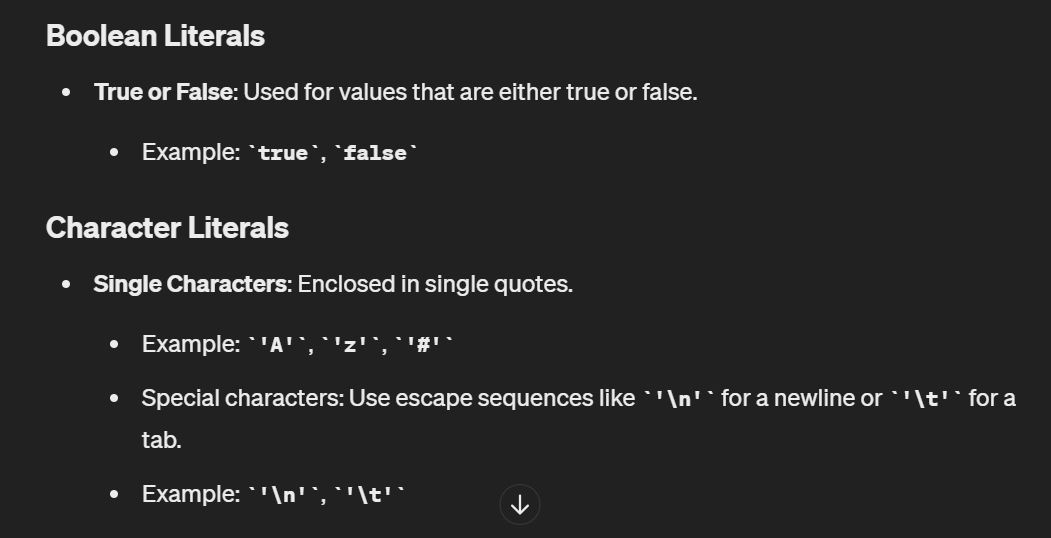 Boolean Literals
• True or False: Used for values that are either true or false.
• Example: `true`, `false`
Character Literals
• Single Characters: Enclosed in single quotes.
• Example: `'A'`, `'z'`, `'#'`
• Special characters: Use escape sequences like `'\n'` for a newline or `'\t'` for a
tab.
• Example: `'\n'`, `'\t'`